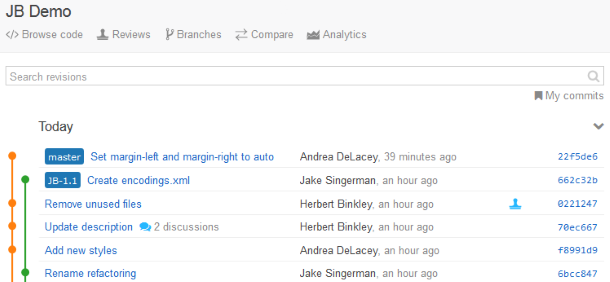 JB Demo
Browse code Reviews Branches Compare Analytics
Search revisions
My commits
Today
master Set margin-left and margin-right to auto Andrea DeLacey, 39 minutes ago 22f5de6
JB-1.1 Create encodings.xml Jake Singerman, an hour ago 662c32b
Remove unused files Herbert Binkley, an hour ago 0221247
Update description 2 discussions Herbert Binkley, an hour ago 70ec667
Add new styles Andrea DeLacey, an hour ago f8991d9
Rename refactoring Jake Singerman, an hour ago 6bcc847